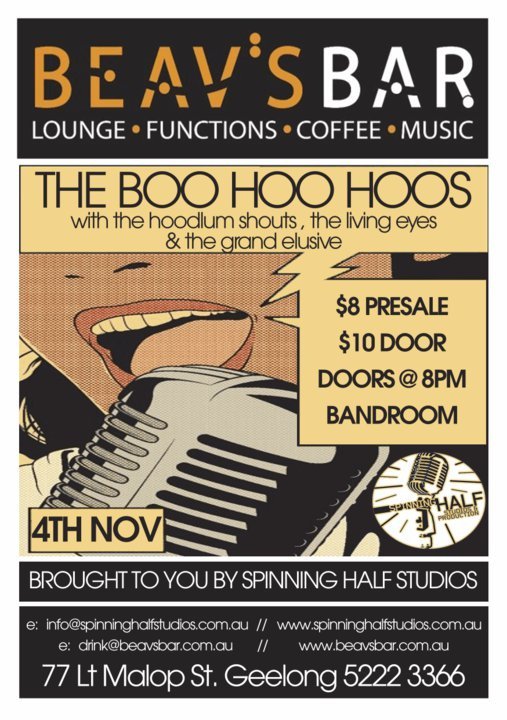 BEAV'S BAR
LOUNGE • FUNCTIONS • COFFEE • MUSIC
THE BOO HOO HOOS
with the hoodlum shouts , the living eyes
& the grand elusive
$8 PRESALE
$10 DOOR
DOORS @ 8PM
BANDROOM
4TH NOV
SPINNING HALF
STUDIOS &
PRODUCTION
BROUGHT TO YOU BY SPINNING HALF STUDIOS
e: info@spinninghalfstudios.com.au // www.spinninghalfstudios.com.au
e: drink@beavsbar.com.au // www.beavsbar.com.au
77 Lt Malop St. Geelong 5222 3366